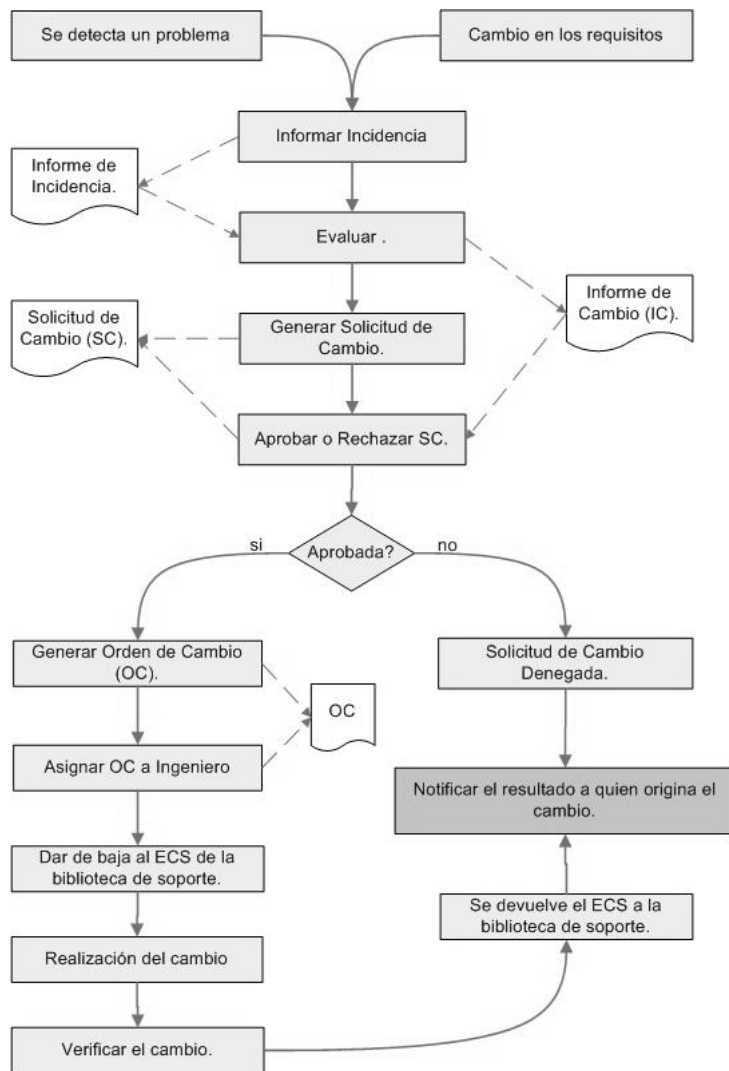 Se detecta un problema
Cambio en los requisitos
Informar Incidencia
Informe de
Incidencia.
Evaluar .
Informe de
Cambio (IC).
Solicitud de
Cambio (SC).
Generar Solicitud de
Cambio.
Aprobar o Rechazar SC.
si
Aprobada?
no
Generar Orden de Cambio
(OC).
Solicitud de Cambio
Denegada.
OC
Asignar OC a Ingeniero
Notificar el resultado a quien origina el
cambio.
Dar de baja al ECS de la
biblioteca de soporte.
Se devuelve el ECS a la
biblioteca de soporte.
Realización del cambio
Verificar el cambio.